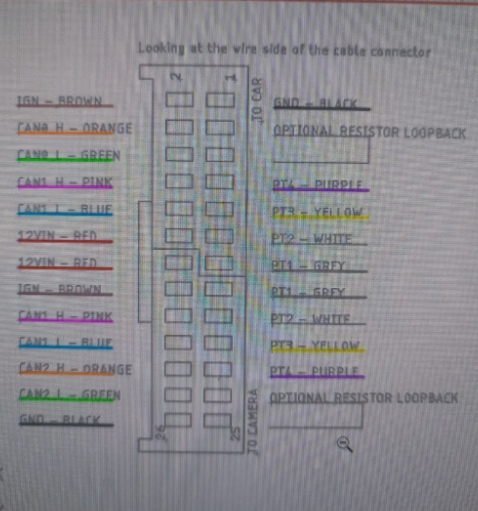 Looking at the wire side of the cable connector
2 1
TO CAR
IGN - BROWN
GND - BLACK
CAN0 H - ORANGE
OPTIONAL RESISTOR LOOPBACK
CAN0 L - GREEN
CAN1 H - PINK
PT4 - PURPLE
CAN1 L - BLUE
PT3 - YELLOW
12VIN - RED
PT2 - WHITE
12VIN - RED
PT1 - GREY
IGN - BROWN
PT1 - GREY
CAN1 H - PINK
PT2 - WHITE
CAN1 L - BLUE
PT3 - YELLOW
CAN2 H - ORANGE
PT4 - PURPLE
CAN2 L - GREEN
OPTIONAL RESISTOR LOOPBACK
GND - BLACK
26 25
TO CAMERA